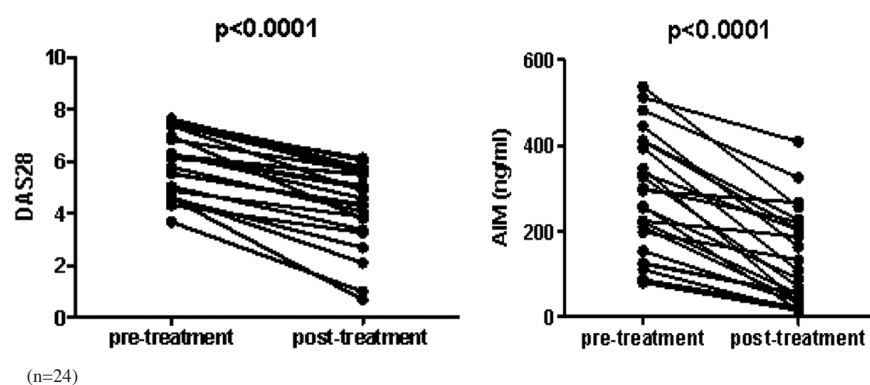 p<0.0001
DAS28
10
8
6
4
2
0
pre-treatment post-treatment
(n=24)
p<0.0001
AIM (ng/ml)
600
400
200
0
pre-treatment post-treatment